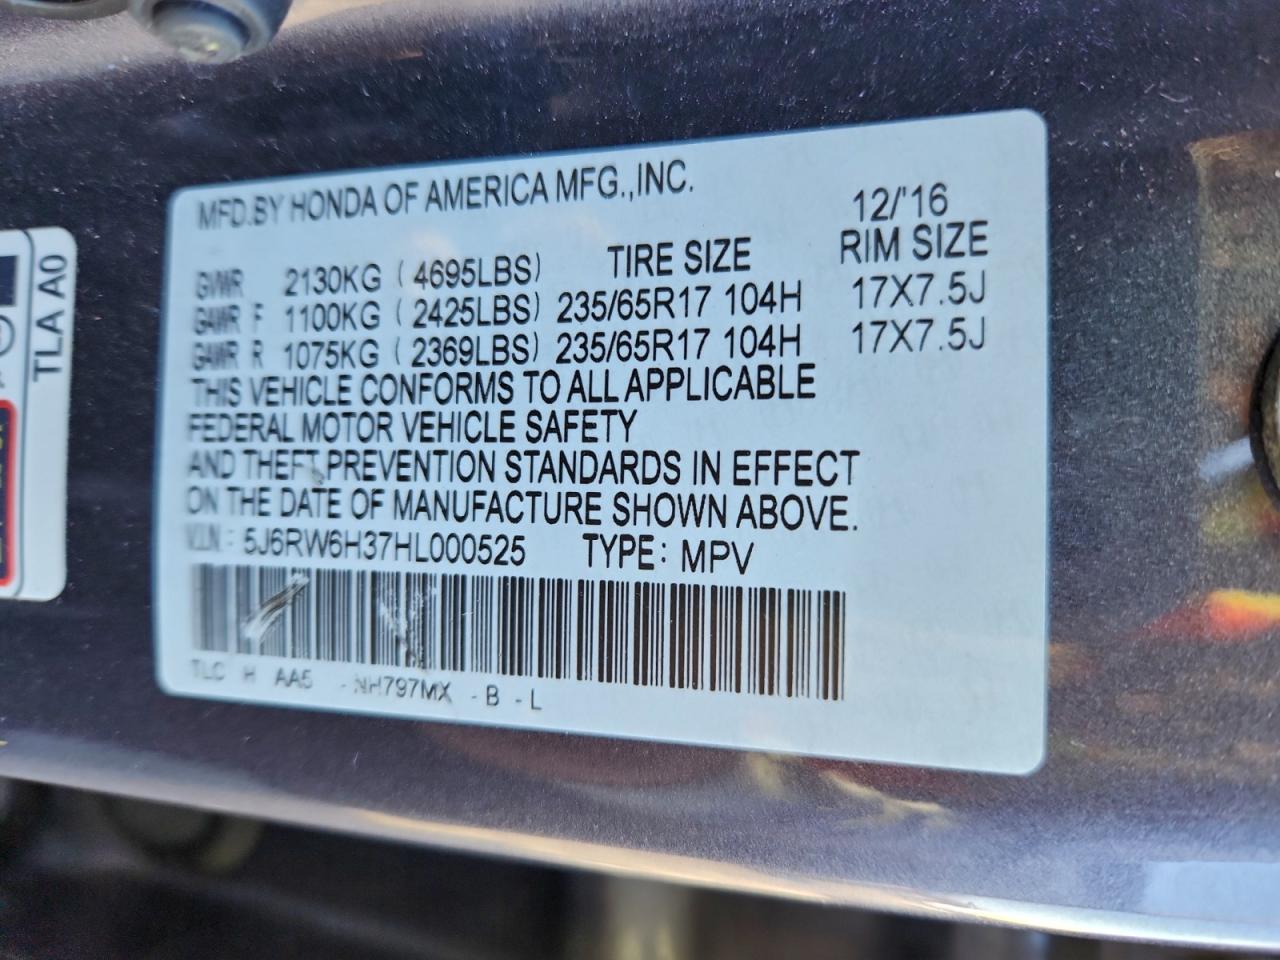 MFD.BY HONDA OF AMERICA MFG.,INC.
12/'16
GVWR 2130KG ( 4695LBS) TIRE SIZE RIM SIZE
GAWR F 1100KG ( 2425LBS) 235/65R17 104H 17X7.5J
GAWR R 1075KG ( 2369LBS) 235/65R17 104H 17X7.5J
THIS VEHICLE CONFORMS TO ALL APPLICABLE
FEDERAL MOTOR VEHICLE SAFETY
AND THEFT PREVENTION STANDARDS IN EFFECT
ON THE DATE OF MANUFACTURE SHOWN ABOVE.
V.I.N: 5J6RW6H37HL000525 TYPE: MPV
TLC H AA5 -NH797MX -B -L
TLA A0